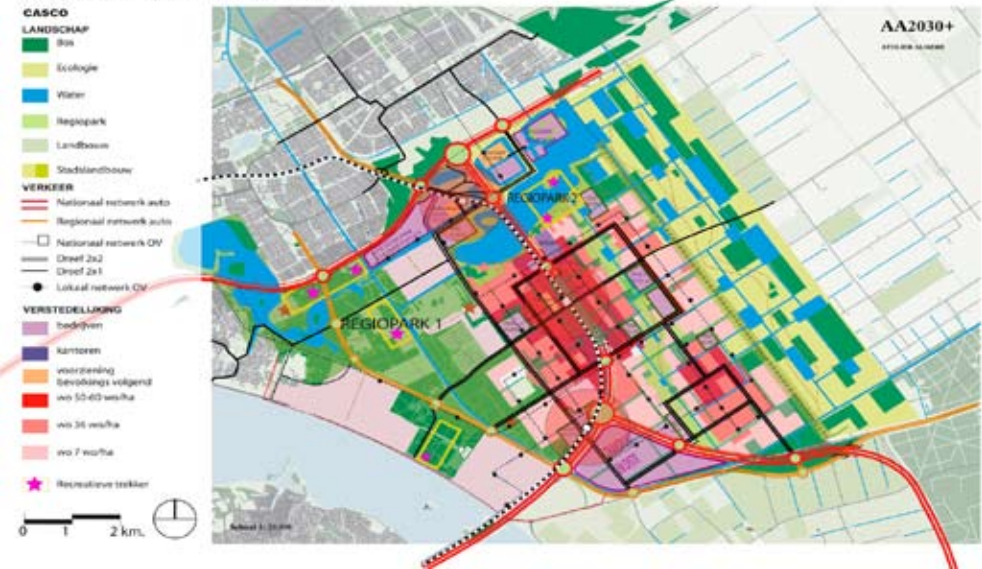 CASCO
LANDSCHAP
Bos
Ecologie
Water
Regiopark
Landbouw
Stadslandbouw
VERKEER
Nationaal netwerk auto
Regionaal netwerk auto
Nationaal netwerk OV
Dreef 2x2
Dreef 2x1
Lokaal netwerk OV
VERSTEDELIJKING
bedrijven
kantoren
voorziening
bevolkings volgend
wo 50-60 wo/ha
wo 36 wo/ha
wo 7 wo/ha
Recreatieve trekker
0 1 2 km.
AA2030+
REGIOPARK 2
REGIOPARK 1